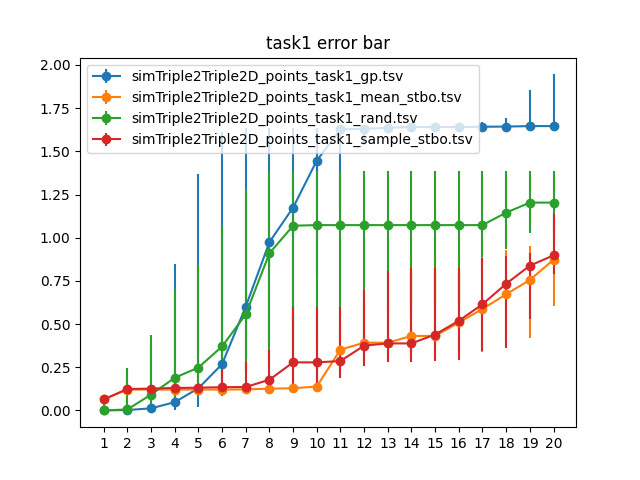 task1 error bar
2.00
1.75
1.50
1.25
1.00
0.75
0.50
0.25
0.00
simTriple2Triple2D_points_task1_gp.tsv
simTriple2Triple2D_points_task1_mean_stbo.tsv
simTriple2Triple2D_points_task1_rand.tsv
simTriple2Triple2D_points_task1_sample_stbo.tsv
1 2 3 4 5 6 7 8 9 10 11 12 13 14 15 16 17 18 19 20